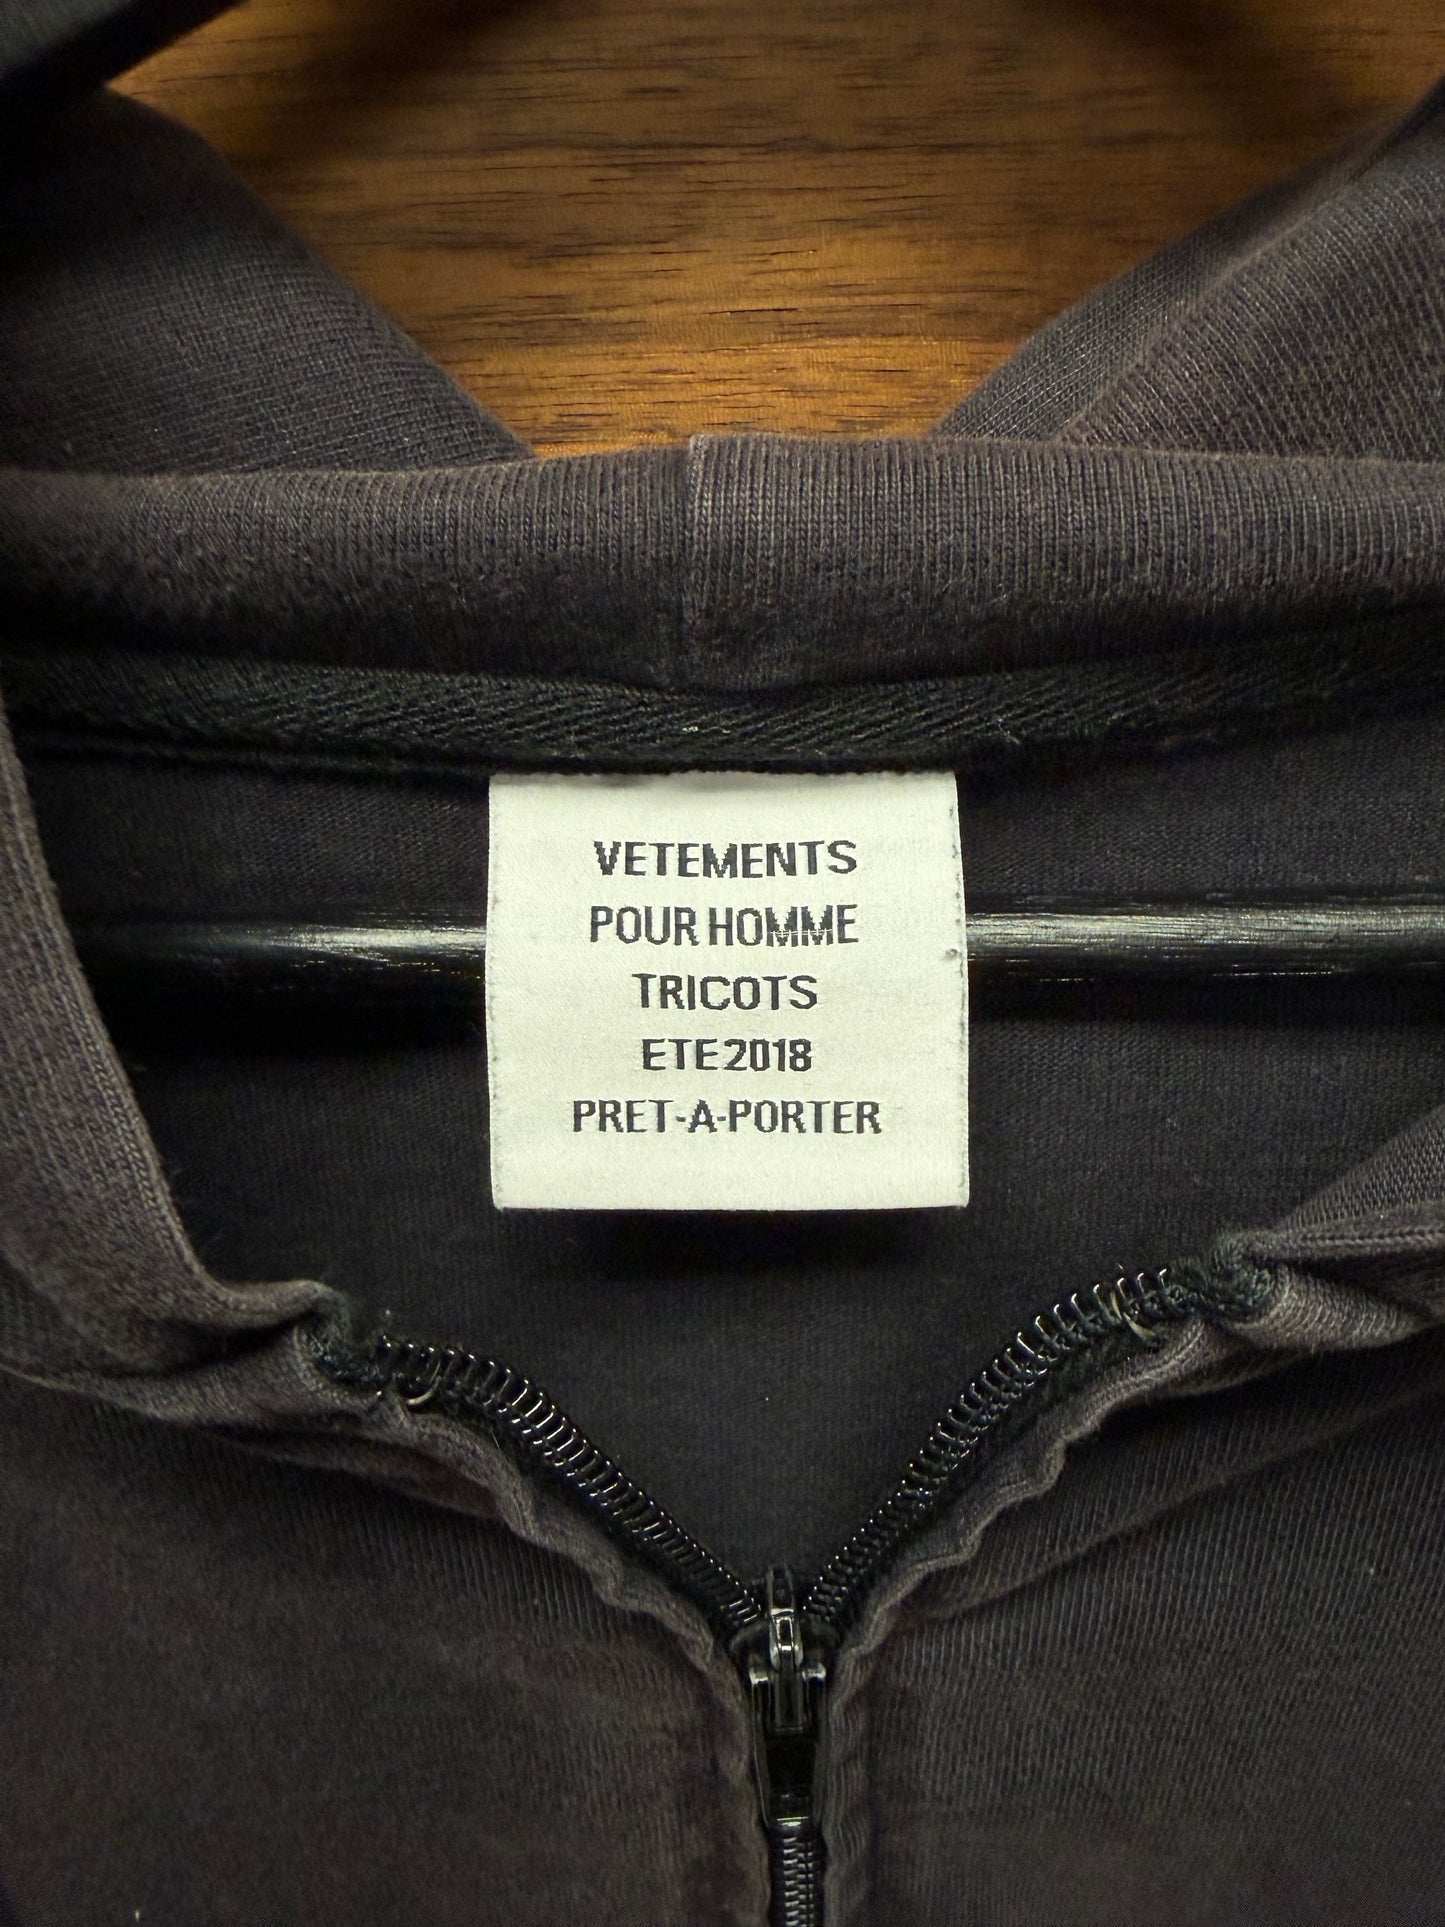 VETEMENTS
POUR HOMME
TRICOTS
ETE2018
PRET-A-PORTER